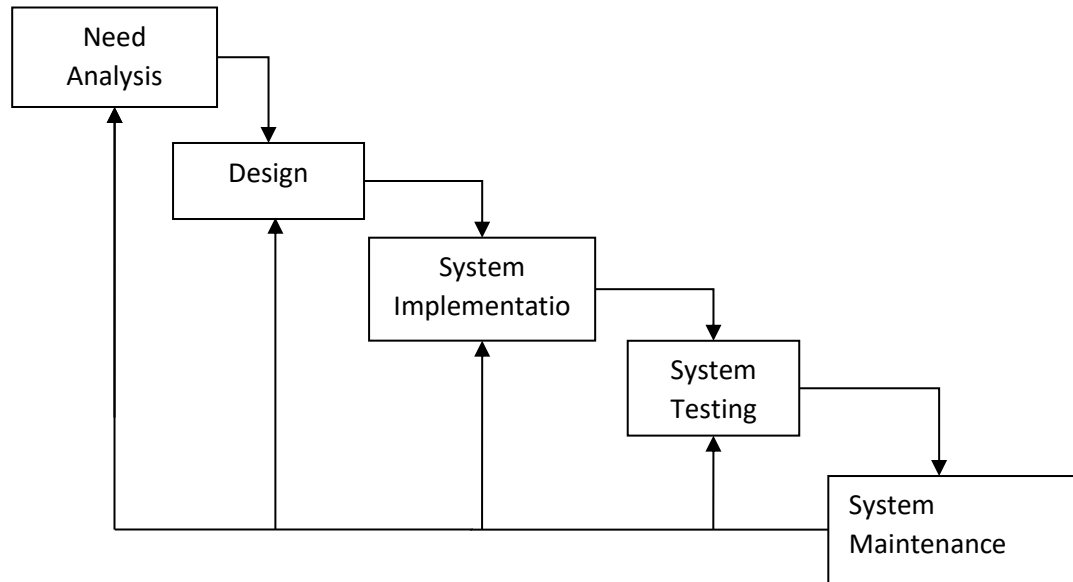 Need
Analysis
Design
System
Implementatio
System
Testing
System
Maintenance